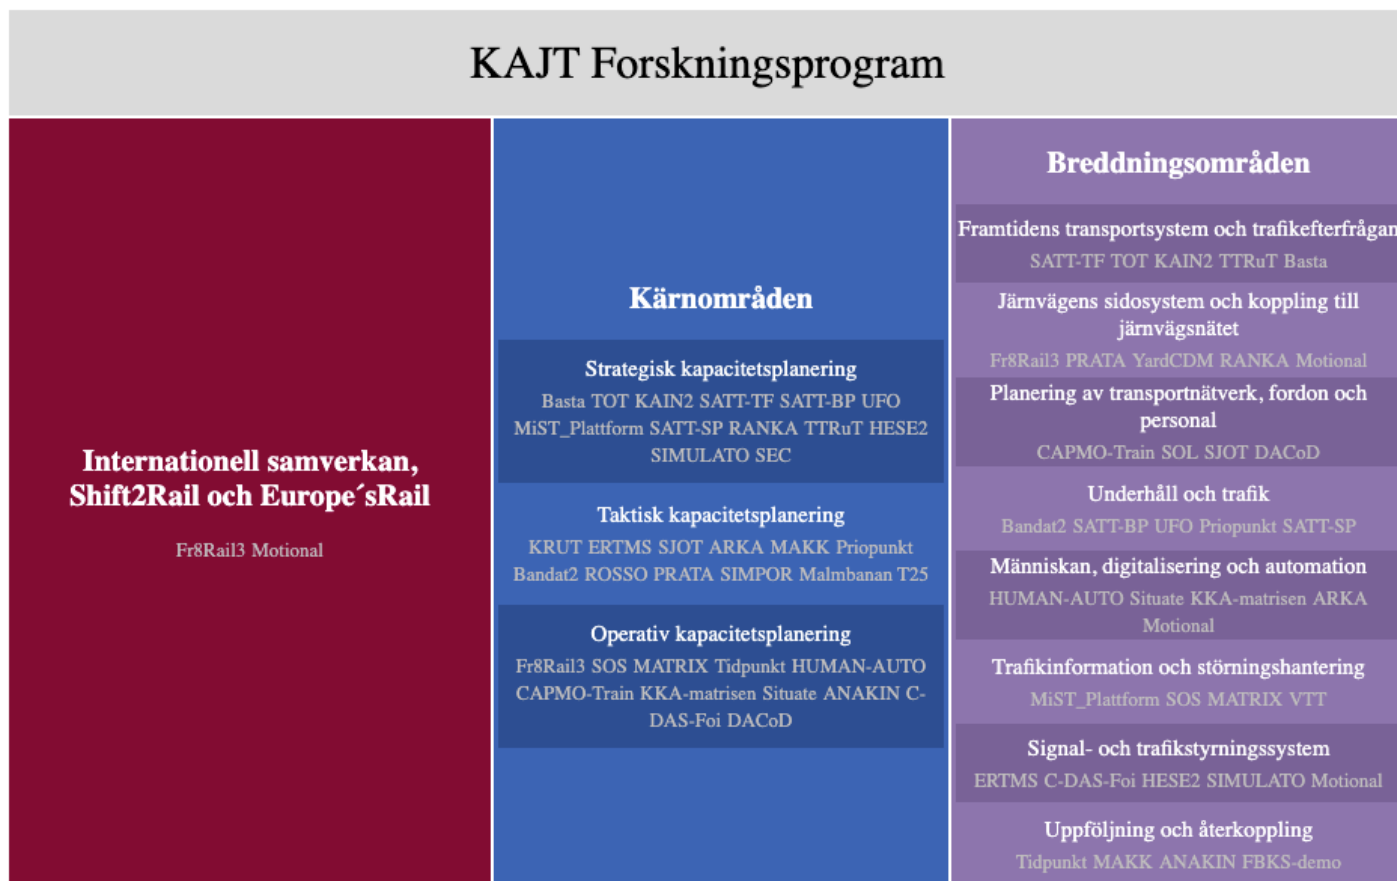 KAJT Forskningsprogram
Internationell samverkan,
Shift2Rail och Europe´sRail
Fr8Rail3 Motional
Kärnområden
Strategisk kapacitetsplanering
Basta TOT KAIN2 SATT-TF SATT-BP UFO
MiST_Plattform SATT-SP RANKA TTRuT HESE2
SIMULATO SEC
Taktisk kapacitetsplanering
KRUT ERTMS SJOT ARKA MAKK Priopunkt
Bandat2 ROSSO PRATA SIMPOR Malmbanan T25
Operativ kapacitetsplanering
Fr8Rail3 SOS MATRIX Tidpunkt HUMAN-AUTO
CAPMO-Train KKA-matrisen Situate ANAKIN C-
DAS-Foi DACoD
Breddningsområden
Framtidens transportsystem och trafikefterfrågan
SATT-TF TOT KAIN2 TTRuT Basta
Järnvägens sidosystem och koppling till
järnvägsnätet
Fr8Rail3 PRATA YardCDM RANKA Motional
Planering av transportnätverk, fordon och
personal
CAPMO-Train SOL SJOT DACoD
Underhåll och trafik
Bandat2 SATT-BP UFO Priopunkt SATT-SP
Människan, digitalisering och automation
HUMAN-AUTO Situate KKA-matrisen ARKA
Motional
Trafikinformation och störningshantering
MiST_Plattform SOS MATRIX VTT
Signal- och trafikstyrningssystem
ERTMS C-DAS-Foi HESE2 SIMULATO Motional
Uppföljning och återkoppling
Tidpunkt MAKK ANAKIN FBKS-demo